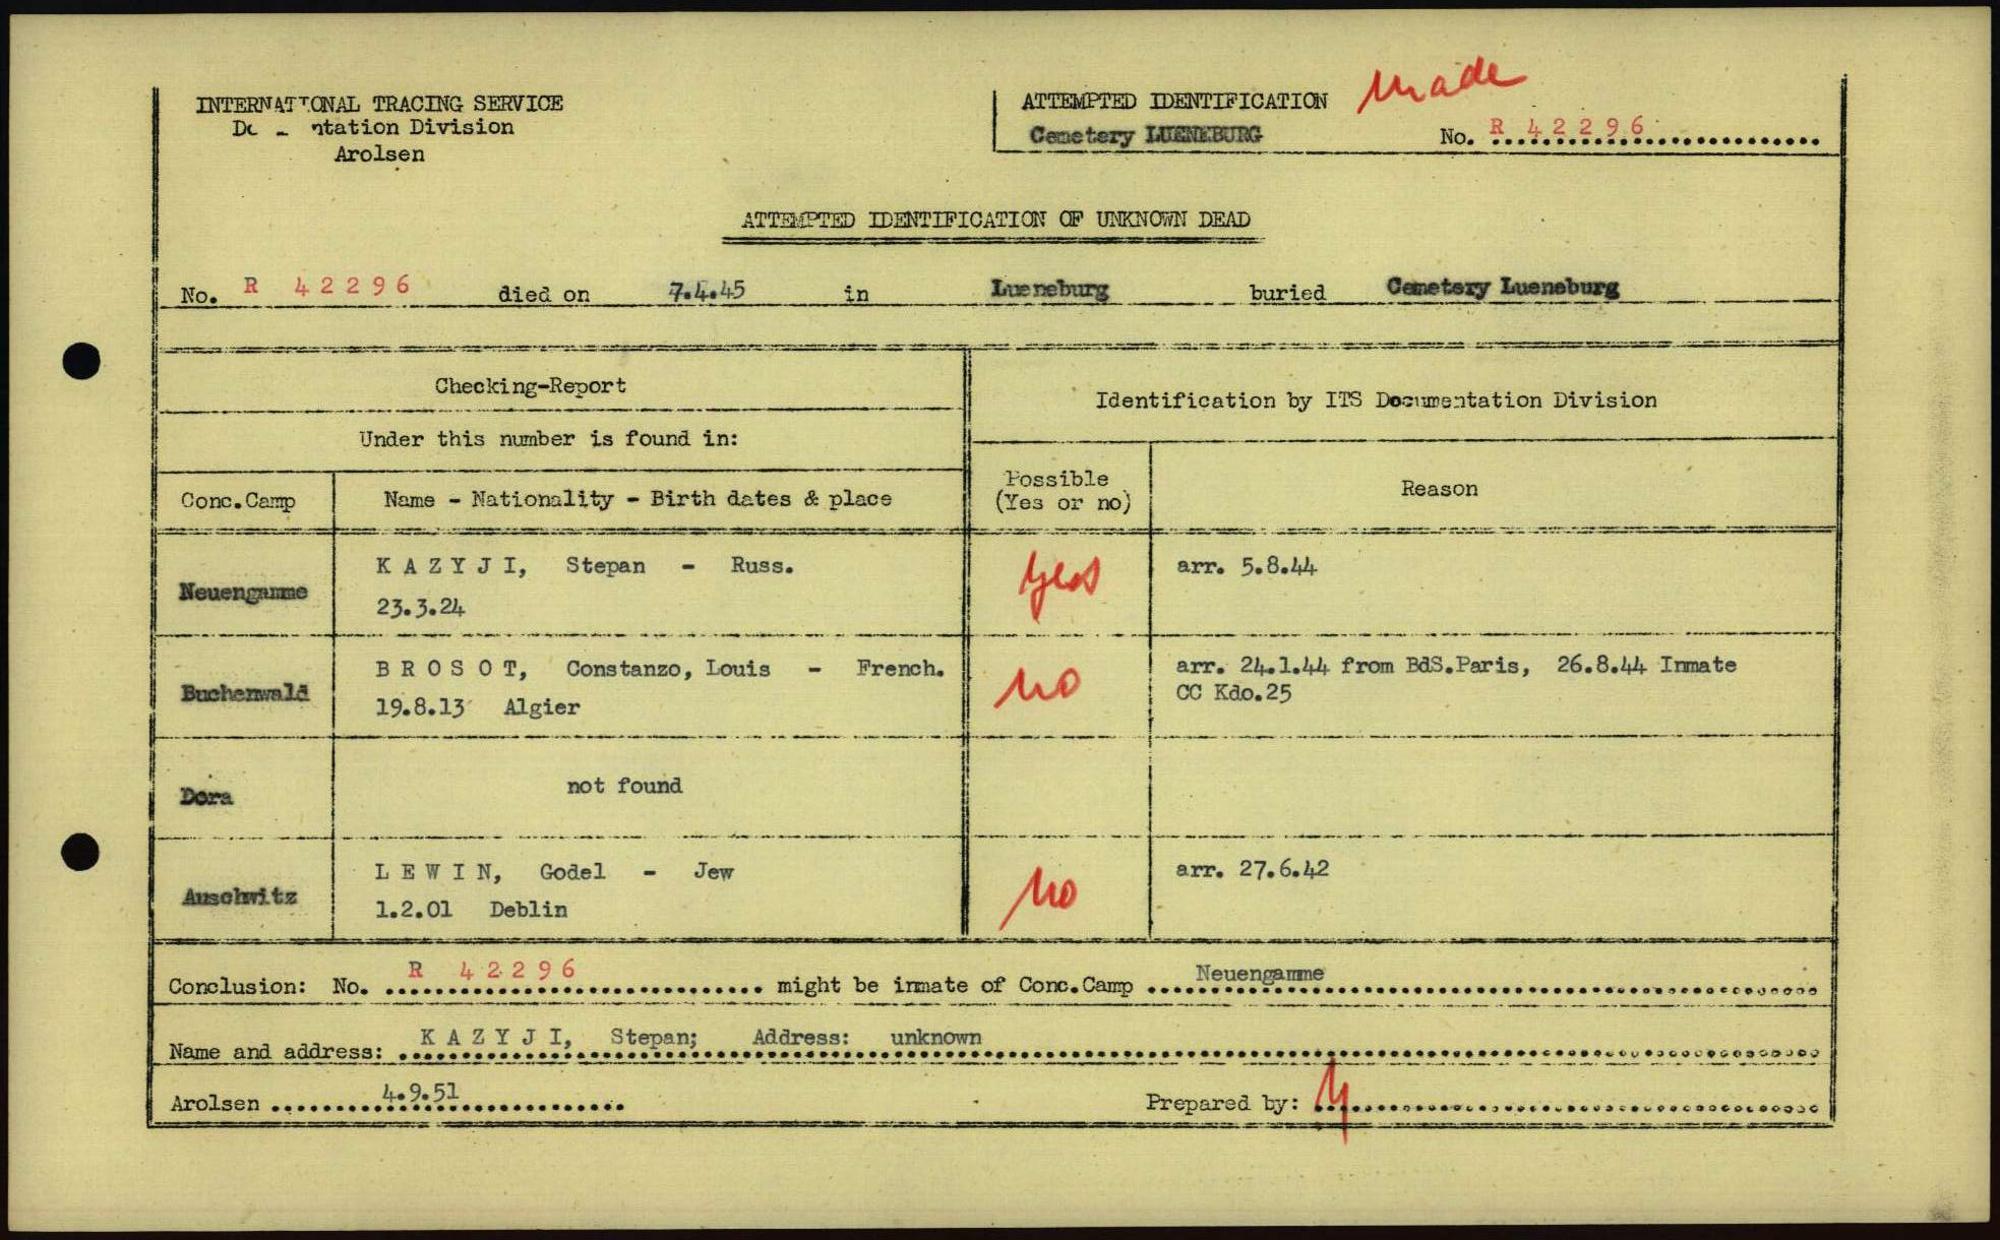 INTERNATIONAL TRACING SERVICE
Division
Arolsen
ATTEMPTED IDENTIFICATION made
Cemetery LUENEBURG No. R 42296
ATTEMPTED IDENTIFICATION OF UNKNOWN DEAD
No. R 42296 died on 7.4.45 in Lueneburg buried Cemetery Lueneburg
Checking-Report
Under this number is found in:
Identification by ITS Documentation Division
Conc.Camp Name - Nationality - Birth dates & place
Possible
(Yes or no)
Reason
Neuengamme
K A Z Y J I, Stepan - Russ.
23.3.24
yes
arr. 5.8.44
Buchenwald
B R O S O T, Constanzo, Louis - French.
19.8.13 Algier
no
arr. 24.1.44 from BdS.Paris, 26.8.44 Inmate
CC Kdo.25
Dora
not found
Auschwitz
L E W I N, Godel - Jew
1.2.01 Deblin
no
arr. 27.6.42
Conclusion: No. R 42296 might be inmate of Conc.Camp Neuengamme
Name and address: K A Z Y J I, Stepan; Address: unknown
Arolsen 4.9.51 Prepared by: